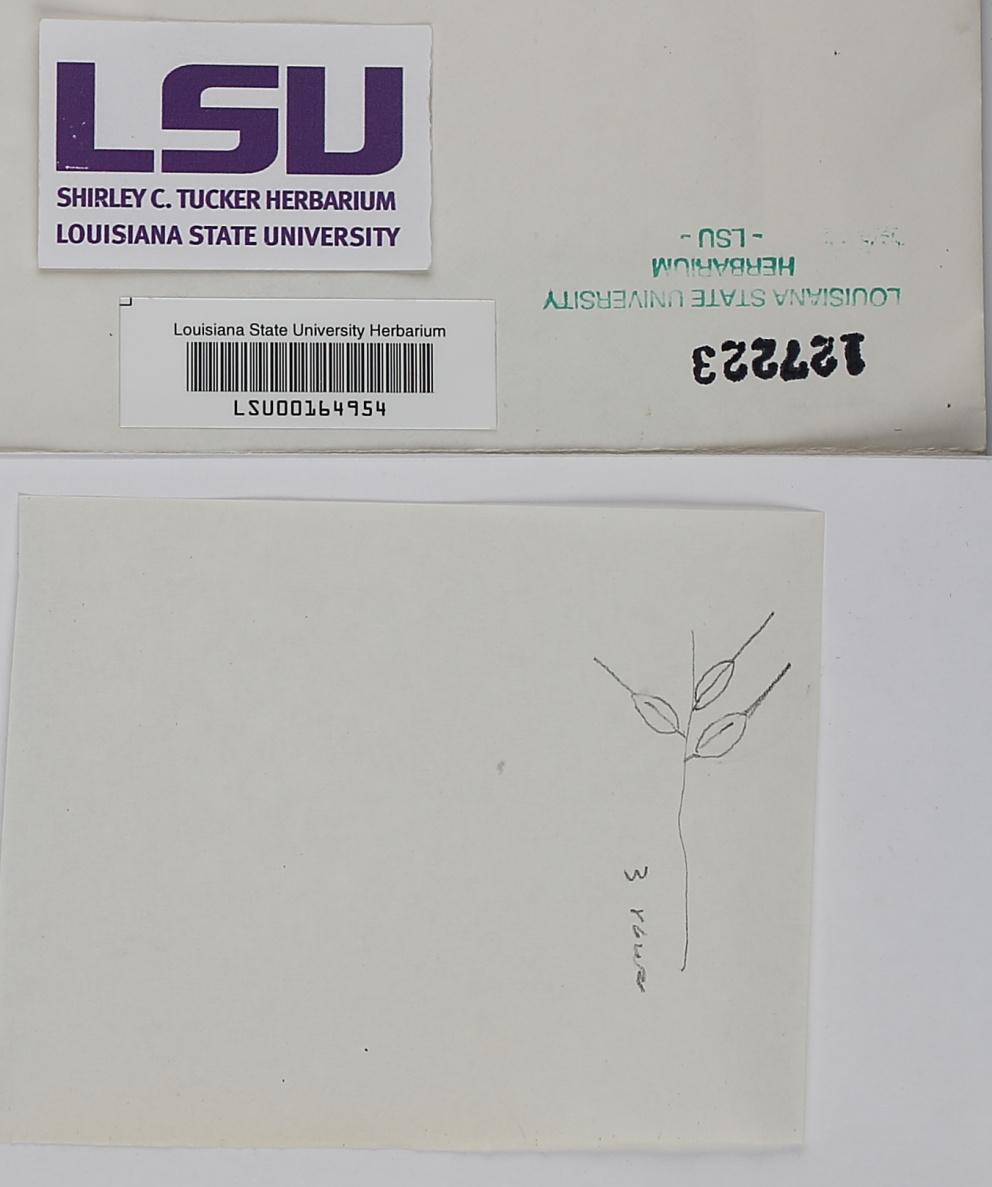 LSU
SHIRLEY C. TUCKER HERBARIUM
LOUISIANA STATE UNIVERSITY
Louisiana State University Herbarium
LSU00164954
127223
LOUISIANA STATE UNIVERSITY
HERBARIUM
- LSU -
3